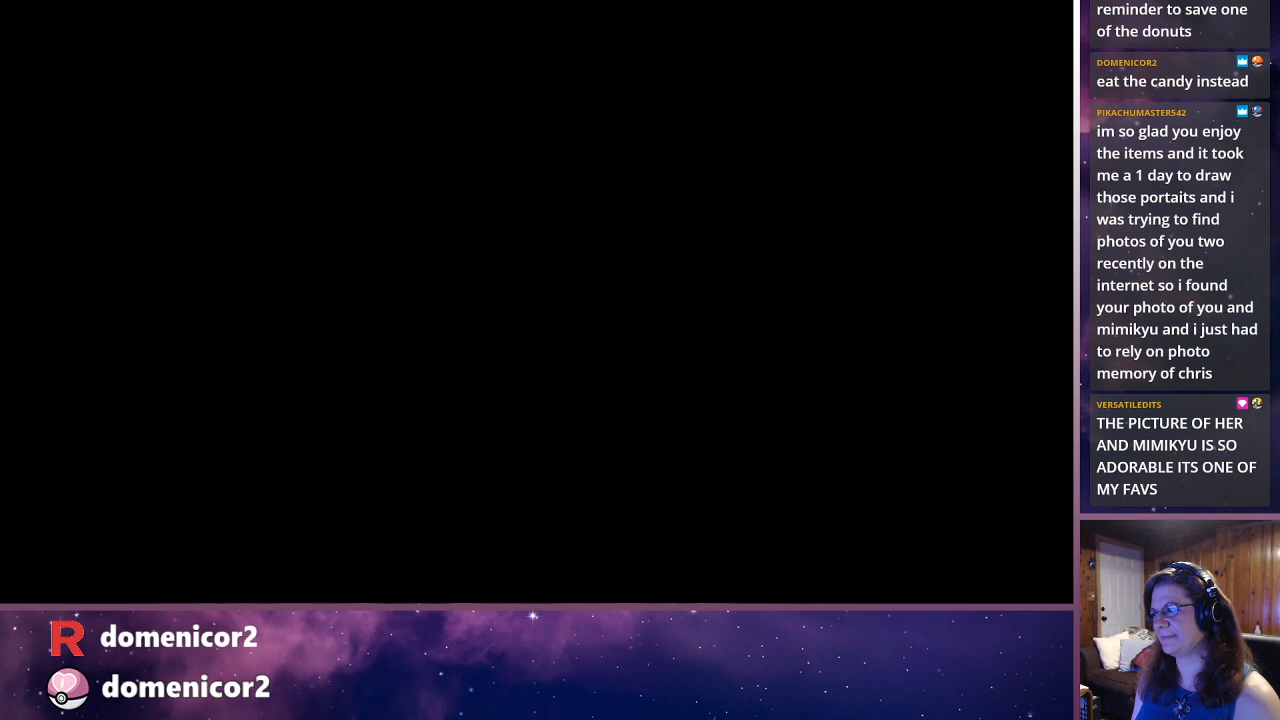 reminder to save one
of the donuts
DOMENICOR2
eat the candy instead
PIKACHUMASTER542
im so glad you enjoy
the items and it took
me a 1 day to draw
those portaits and i
was trying to find
photos of you two
recently on the
internet so i found
your photo of you and
mimikyu and i just had
to rely on photo
memory of chris
VERSATILEDITS
THE PICTURE OF HER
AND MIMIKYU IS SO
ADORABLE ITS ONE OF
MY FAVS
R domenicor2
domenicor2